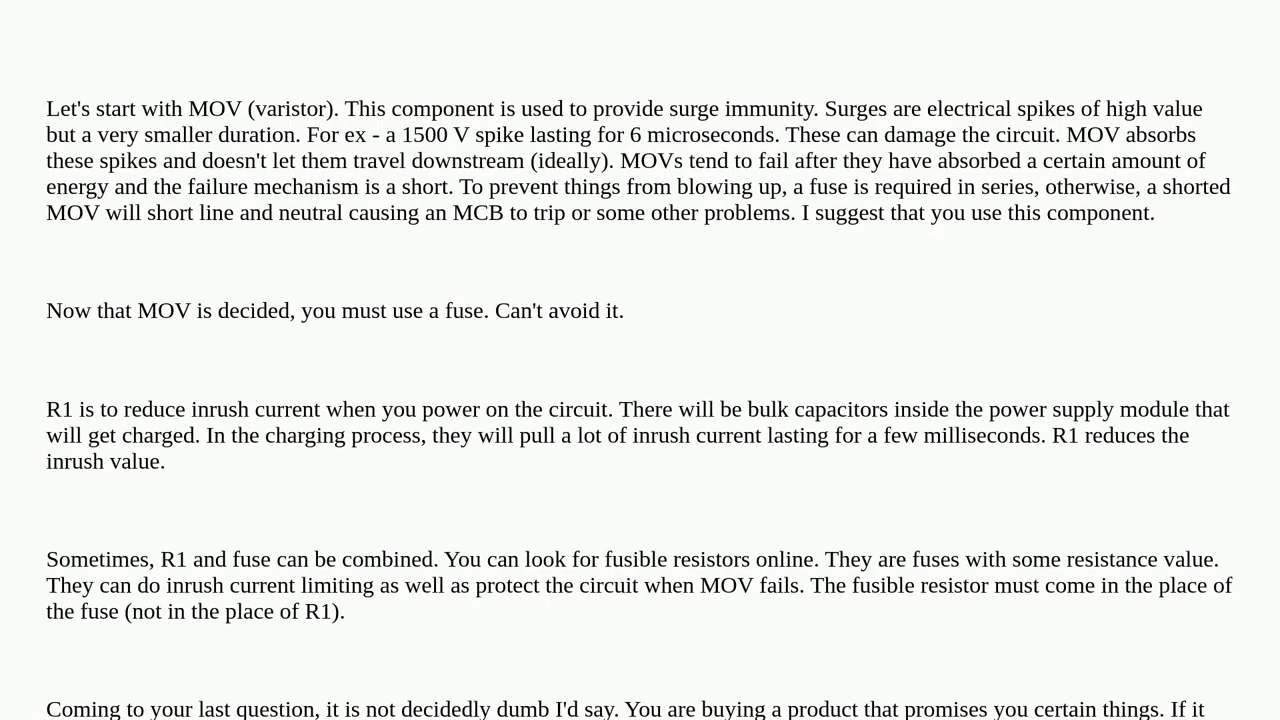 Let's start with MOV (varistor). This component is used to provide surge immunity. Surges are electrical spikes of high value
but a very smaller duration. For ex - a 1500 V spike lasting for 6 microseconds. These can damage the circuit. MOV absorbs
these spikes and doesn't let them travel downstream (ideally). MOVs tend to fail after they have absorbed a certain amount of
energy and the failure mechanism is a short. To prevent things from blowing up, a fuse is required in series, otherwise, a shorted
MOV will short line and neutral causing an MCB to trip or some other problems. I suggest that you use this component.
Now that MOV is decided, you must use a fuse. Can't avoid it.
R1 is to reduce inrush current when you power on the circuit. There will be bulk capacitors inside the power supply module that
will get charged. In the charging process, they will pull a lot of inrush current lasting for a few milliseconds. R1 reduces the
inrush value.
Sometimes, R1 and fuse can be combined. You can look for fusible resistors online. They are fuses with some resistance value.
They can do inrush current limiting as well as protect the circuit when MOV fails. The fusible resistor must come in the place of
the fuse (not in the place of R1).
Coming to your last question, it is not decidedly dumb I'd say. You are buying a product that promises you certain things. If it